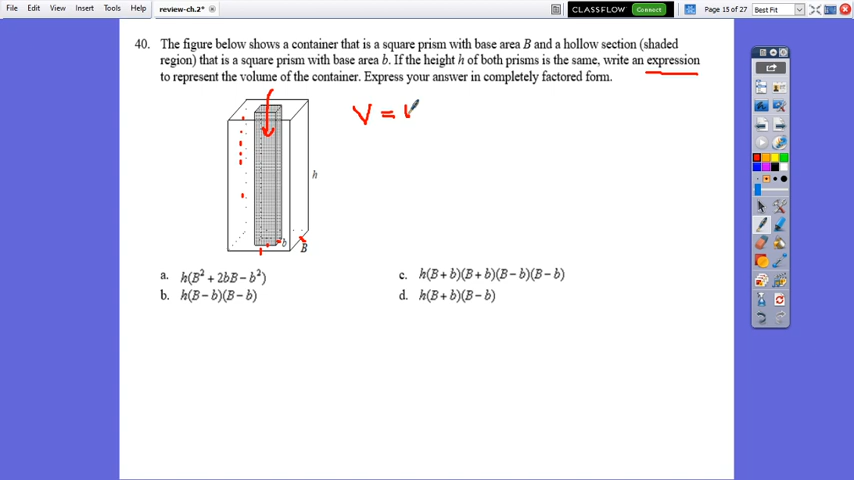 File Edit View Insert Tools Help review-ch.2* CLASSFLOW Connect Page 15 of 27 Best Fit
40. The figure below shows a container that is a square prism with base area B and a hollow section (shaded
region) that is a square prism with base area b. If the height h of both prisms is the same, write an expression
to represent the volume of the container. Express your answer in completely factored form.
V =
h
b
B
a. h(B² + 2bB − b²)
b. h(B − b)(B − b)
c. h(B + b)(B + b)(B − b)(B − b)
d. h(B + b)(B − b)